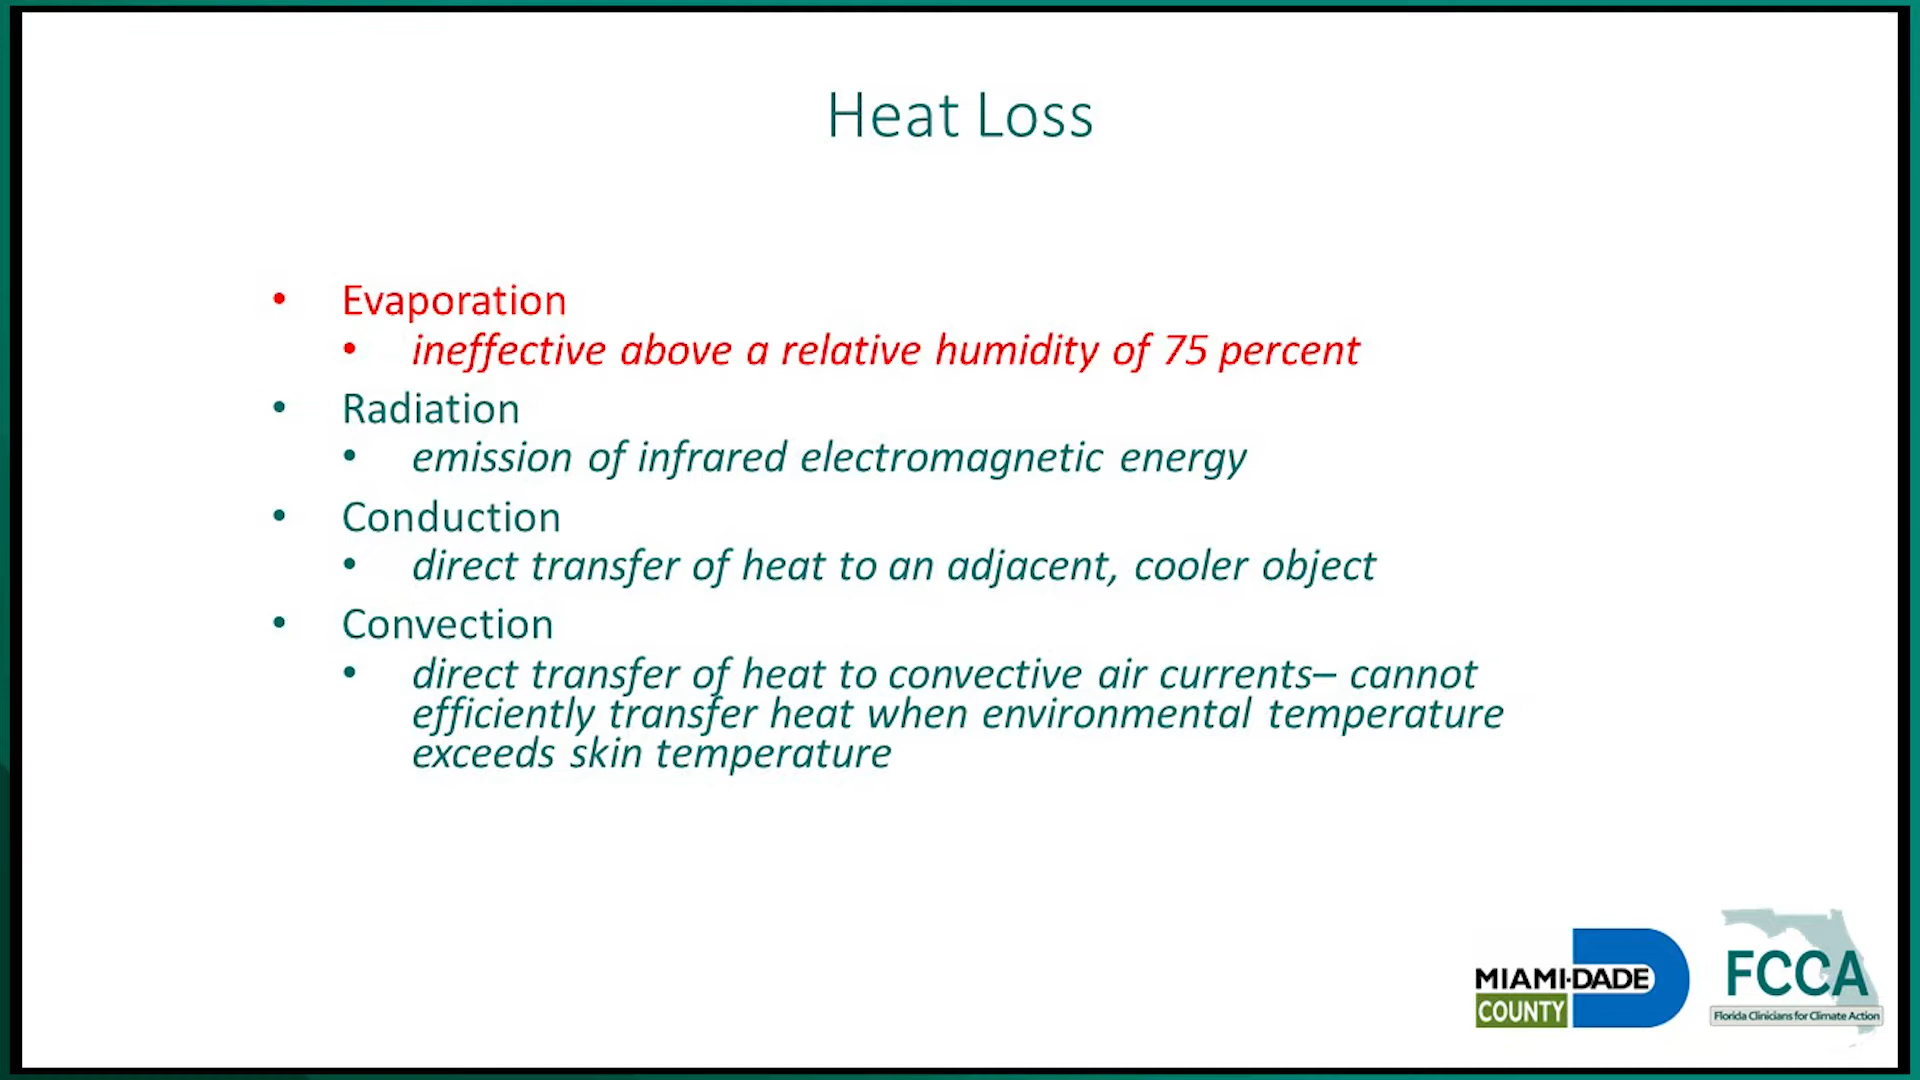 Heat Loss
• Evaporation
• ineffective above a relative humidity of 75 percent
• Radiation
• emission of infrared electromagnetic energy
• Conduction
• direct transfer of heat to an adjacent, cooler object
• Convection
• direct transfer of heat to convective air currents– cannot
efficiently transfer heat when environmental temperature
exceeds skin temperature
MIAMI-DADE
COUNTY
FCCA
Florida Clinicians for Climate Action